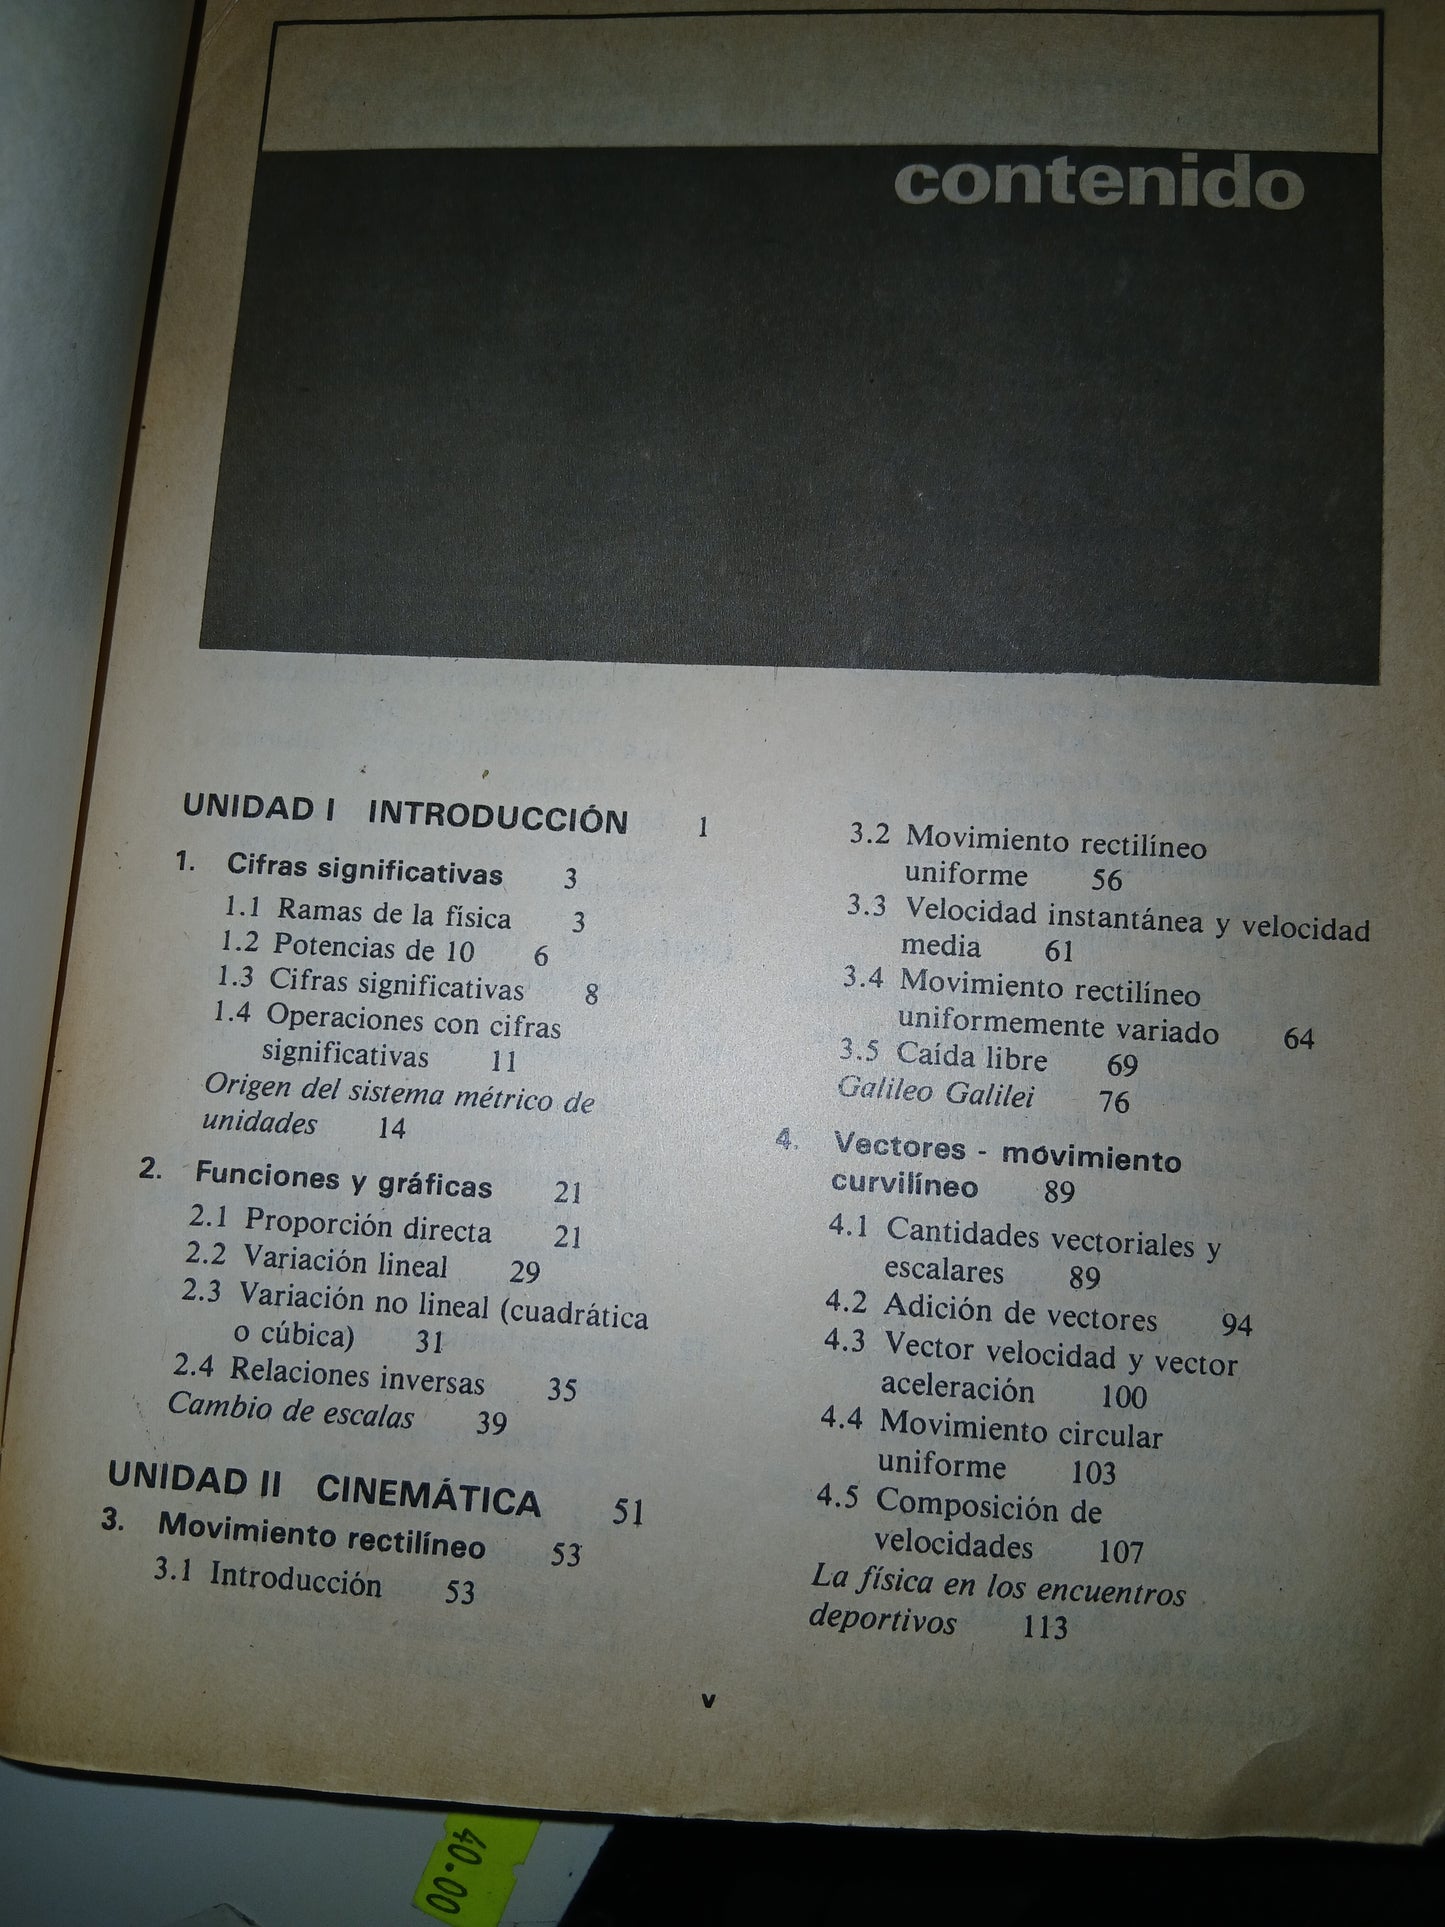 contenido
UNIDAD I INTRODUCCIÓN 1
1. Cifras significativas 3
1.1 Ramas de la física 3
1.2 Potencias de 10 6
1.3 Cifras significativas 8
1.4 Operaciones con cifras
significativas 11
Origen del sistema métrico de
unidades 14
2. Funciones y gráficas 21
2.1 Proporción directa 21
2.2 Variación lineal 29
2.3 Variación no lineal (cuadrática
o cúbica) 31
2.4 Relaciones inversas 35
Cambio de escalas 39
UNIDAD II CINEMÁTICA 51
3. Movimiento rectilíneo 53
3.1 Introducción 53
3.2 Movimiento rectilíneo
uniforme 56
3.3 Velocidad instantánea y velocidad
media 61
3.4 Movimiento rectilíneo
uniformemente variado 64
3.5 Caída libre 69
Galileo Galilei 76
4. Vectores - movimiento
curvilíneo 89
4.1 Cantidades vectoriales y
escalares 89
4.2 Adición de vectores 94
4.3 Vector velocidad y vector
aceleración 100
4.4 Movimiento circular
uniforme 103
4.5 Composición de
velocidades 107
La física en los encuentros
deportivos 113
v
40.00